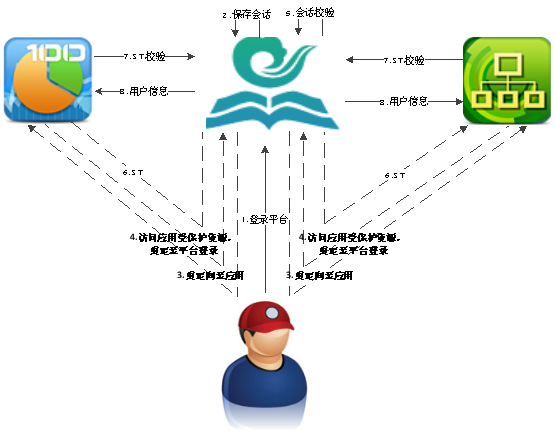 2.保存会话
5.会话校验
7.ST校验
7.ST校验
8.用户信息
8.用户信息
6.ST
6.ST
1.登录平台
4.访问应用受保护资源，
重定至平台登录
4.访问应用受保护资源，
重定至平台登录
3.重定向至应用
3.重定向至应用